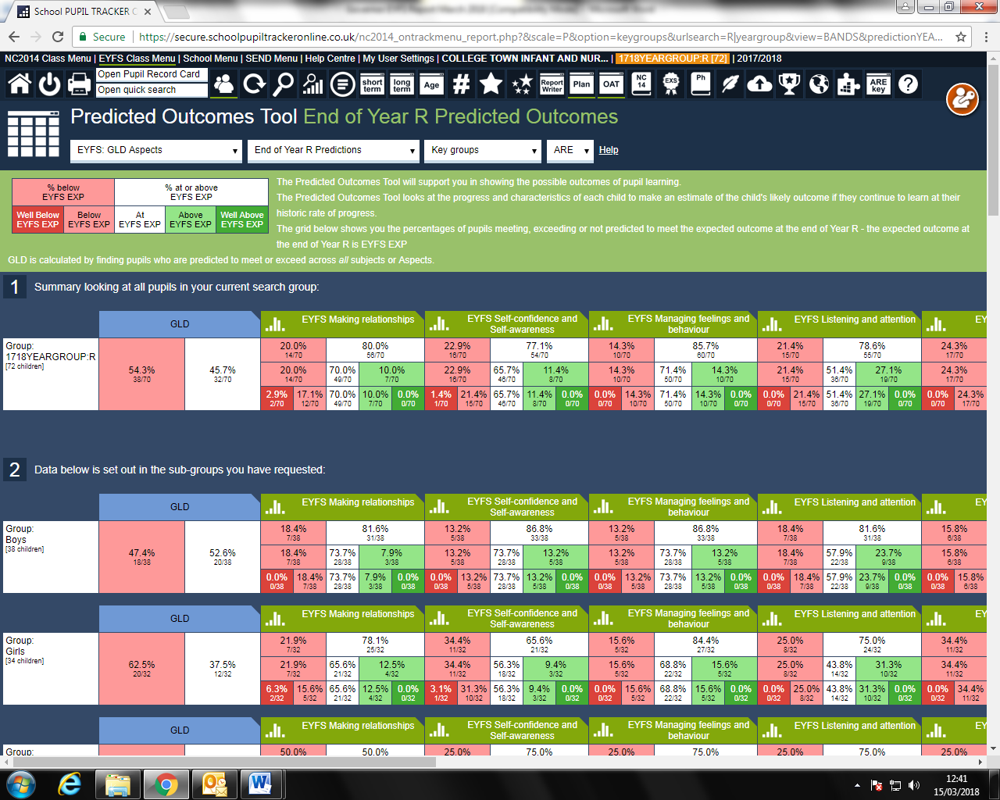 School PUPIL TRACKER C
Secure | https://secure.schoolpupiltrackeronline.co.uk/nc2014_ontrackmenu_report.php?&scale=P&option=keygroups&urlsearch=R|yeargroup&view=BANDS&predictionYEA...
NC2014 Class Menu | EYFS Class Menu | School Menu | SEND Menu | Help Centre | My User Settings | COLLEGE TOWN INFANT AND NUR... | 1718YEARGROUP:R [72] | 2017/2018
Open Pupil Record Card
Open quick search
short term long term Age # Report Writer Plan OAT NC 14 EXS Ph ARE key ?
Predicted Outcomes Tool End of Year R Predicted Outcomes
EYFS: GLD Aspects End of Year R Predictions Key groups ARE Help
% below EYFS EXP % at or above EYFS EXP
Well Below EYFS EXP Below EYFS EXP At EYFS EXP Above EYFS EXP Well Above EYFS EXP
The Predicted Outcomes Tool will support you in showing the possible outcomes of pupil learning.
The Predicted Outcomes Tool looks at the progress and characteristics of each child to make an estimate of the child's likely outcome if they continue to learn at their
historic rate of progress.
The grid below shows you the percentages of pupils meeting, exceeding or not predicted to meet the expected outcome at the end of Year R - the expected outcome at
the end of Year R is EYFS EXP
GLD is calculated by finding pupils who are predicted to meet or exceed across all subjects or Aspects.
1 Summary looking at all pupils in your current search group:
GLD EYFS Making relationships EYFS Self-confidence and Self-awareness EYFS Managing feelings and behaviour EYFS Listening and attention EY
Group:
1718YEARGROUP:R
[72 children]
54.3% 38/70 45.7% 32/70
20.0% 14/70 80.0% 56/70 22.9% 16/70 77.1% 54/70 14.3% 10/70 85.7% 60/70 21.4% 15/70 78.6% 55/70 24.3% 17/70
20.0% 14/70 70.0% 49/70 10.0% 7/70 22.9% 16/70 65.7% 46/70 11.4% 8/70 14.3% 10/70 71.4% 50/70 14.3% 10/70 21.4% 15/70 51.4% 36/70 27.1% 19/70 24.3% 17/70
2.9% 2/70 17.1% 12/70 70.0% 49/70 10.0% 7/70 0.0% 0/70 1.4% 1/70 21.4% 15/70 65.7% 46/70 11.4% 8/70 0.0% 0/70 0.0% 0/70 14.3% 10/70 71.4% 50/70 14.3% 10/70 0.0% 0/70 0.0% 0/70 21.4% 15/70 51.4% 36/70 27.1% 19/70 0.0% 0/70 0.0% 0/70 24.3% 17/70
2 Data below is set out in the sub-groups you have requested:
GLD EYFS Making relationships EYFS Self-confidence and Self-awareness EYFS Managing feelings and behaviour EYFS Listening and attention EY
Group:
Boys
[38 children]
47.4% 18/38 52.6% 20/38
18.4% 7/38 81.6% 31/38 13.2% 5/38 86.8% 33/38 13.2% 5/38 86.8% 33/38 18.4% 7/38 81.6% 31/38 15.8% 6/38
18.4% 7/38 73.7% 28/38 7.9% 3/38 13.2% 5/38 73.7% 28/38 13.2% 5/38 13.2% 5/38 73.7% 28/38 13.2% 5/38 18.4% 7/38 57.9% 22/38 23.7% 9/38 15.8% 6/38
0.0% 0/38 18.4% 7/38 73.7% 28/38 7.9% 3/38 0.0% 0/38 0.0% 0/38 13.2% 5/38 73.7% 28/38 13.2% 5/38 0.0% 0/38 0.0% 0/38 13.2% 5/38 73.7% 28/38 13.2% 5/38 0.0% 0/38 0.0% 0/38 18.4% 7/38 57.9% 22/38 23.7% 9/38 0.0% 0/38 0.0% 0/38 15.8% 6/38
GLD EYFS Making relationships EYFS Self-confidence and Self-awareness EYFS Managing feelings and behaviour EYFS Listening and attention EY
Group:
Girls
[34 children]
62.5% 20/32 37.5% 12/32
21.9% 7/32 78.1% 25/32 34.4% 11/32 65.6% 21/32 15.6% 5/32 84.4% 27/32 25.0% 8/32 75.0% 24/32 34.4% 11/32
21.9% 7/32 65.6% 21/32 12.5% 4/32 34.4% 11/32 56.3% 18/32 9.4% 3/32 15.6% 5/32 68.8% 22/32 15.6% 5/32 25.0% 8/32 43.8% 14/32 31.3% 10/32 34.4% 11/32
6.3% 2/32 15.6% 5/32 65.6% 21/32 12.5% 4/32 0.0% 0/32 3.1% 1/32 31.3% 10/32 56.3% 18/32 9.4% 3/32 0.0% 0/32 0.0% 0/32 15.6% 5/32 68.8% 22/32 15.6% 5/32 0.0% 0/32 0.0% 0/32 25.0% 8/32 43.8% 14/32 31.3% 10/32 0.0% 0/32 0.0% 0/32 34.4% 11/32
GLD EYFS Making relationships EYFS Self-confidence and Self-awareness EYFS Managing feelings and behaviour EYFS Listening and attention EY
Group: 50.0% 50.0% 25.0% 75.0% 25.0% 75.0% 25.0% 75.0% 25.0%
12:41
15/03/2018